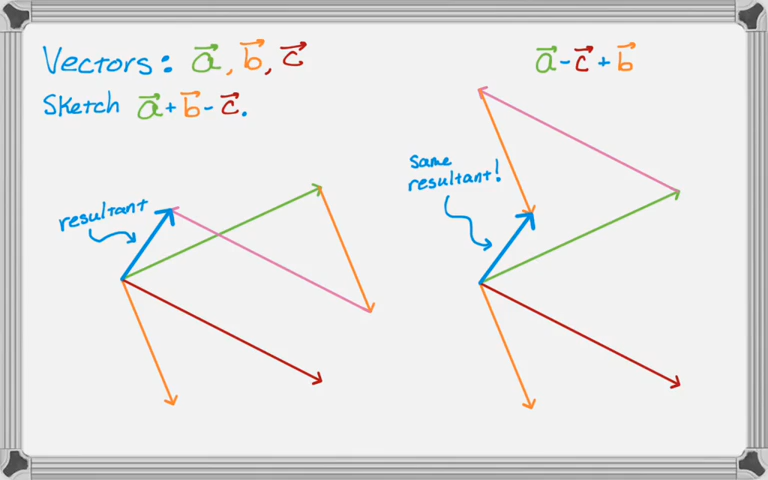 Vectors: a⃗, b⃗, c⃗
Sketch a⃗ + b⃗ - c⃗.
a⃗ - c⃗ + b⃗
Same
resultant!
resultant